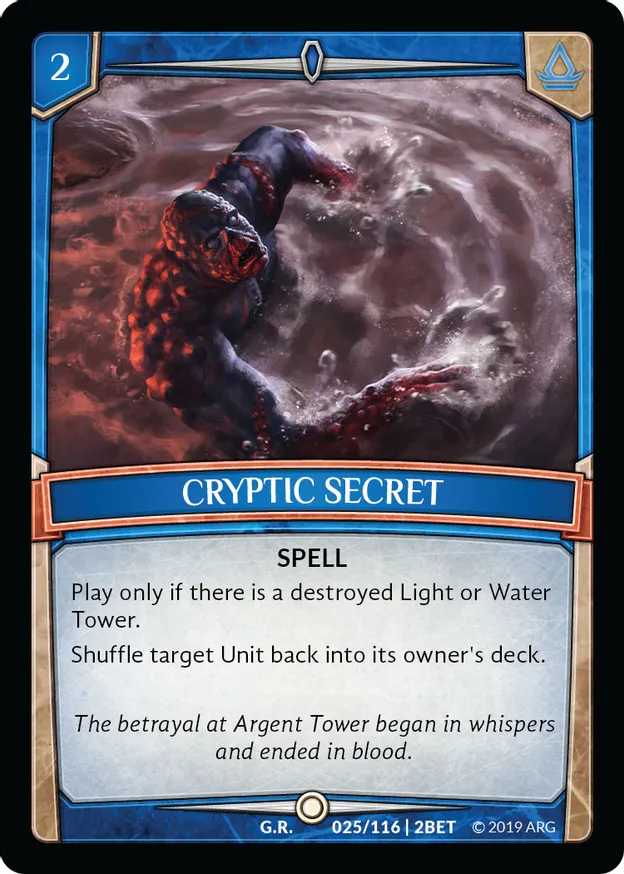 2
CRYPTIC SECRET
SPELL
Play only if there is a destroyed Light or Water
Tower.
Shuffle target Unit back into its owner's deck.
The betrayal at Argent Tower began in whispers
and ended in blood.
G.R. 025/116 | 2BET © 2019 ARG